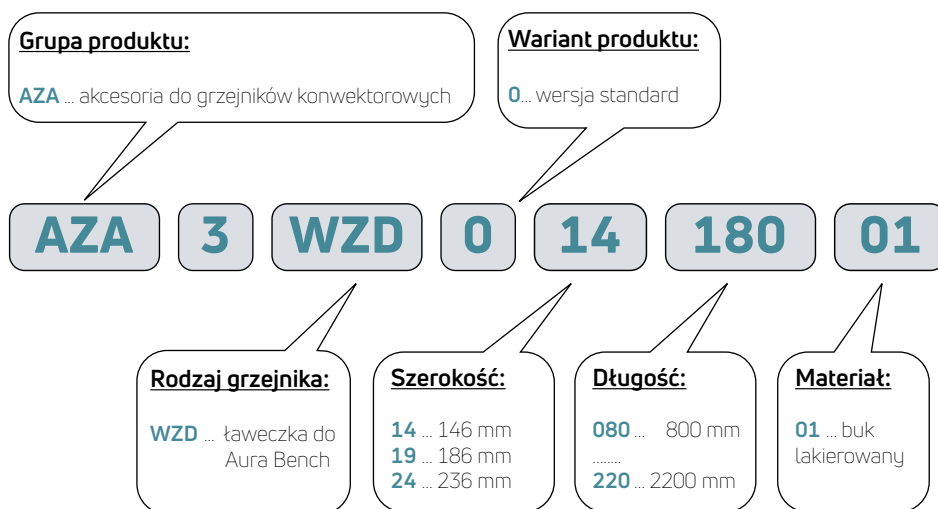 Grupa produktu:
AZA ... akcesoria do grzejników konwektorowych
Wariant produktu:
0... wersja standard
AZA 3 WZD 0 14 180 01
Rodzaj grzejnika:
WZD ... ławeczka do
Aura Bench
Szerokość:
14 ... 146 mm
19 ... 186 mm
24 ... 236 mm
Długość:
080 ... 800 mm
........
220 ... 2200 mm
Materiał:
01 ... buk
lakierowany